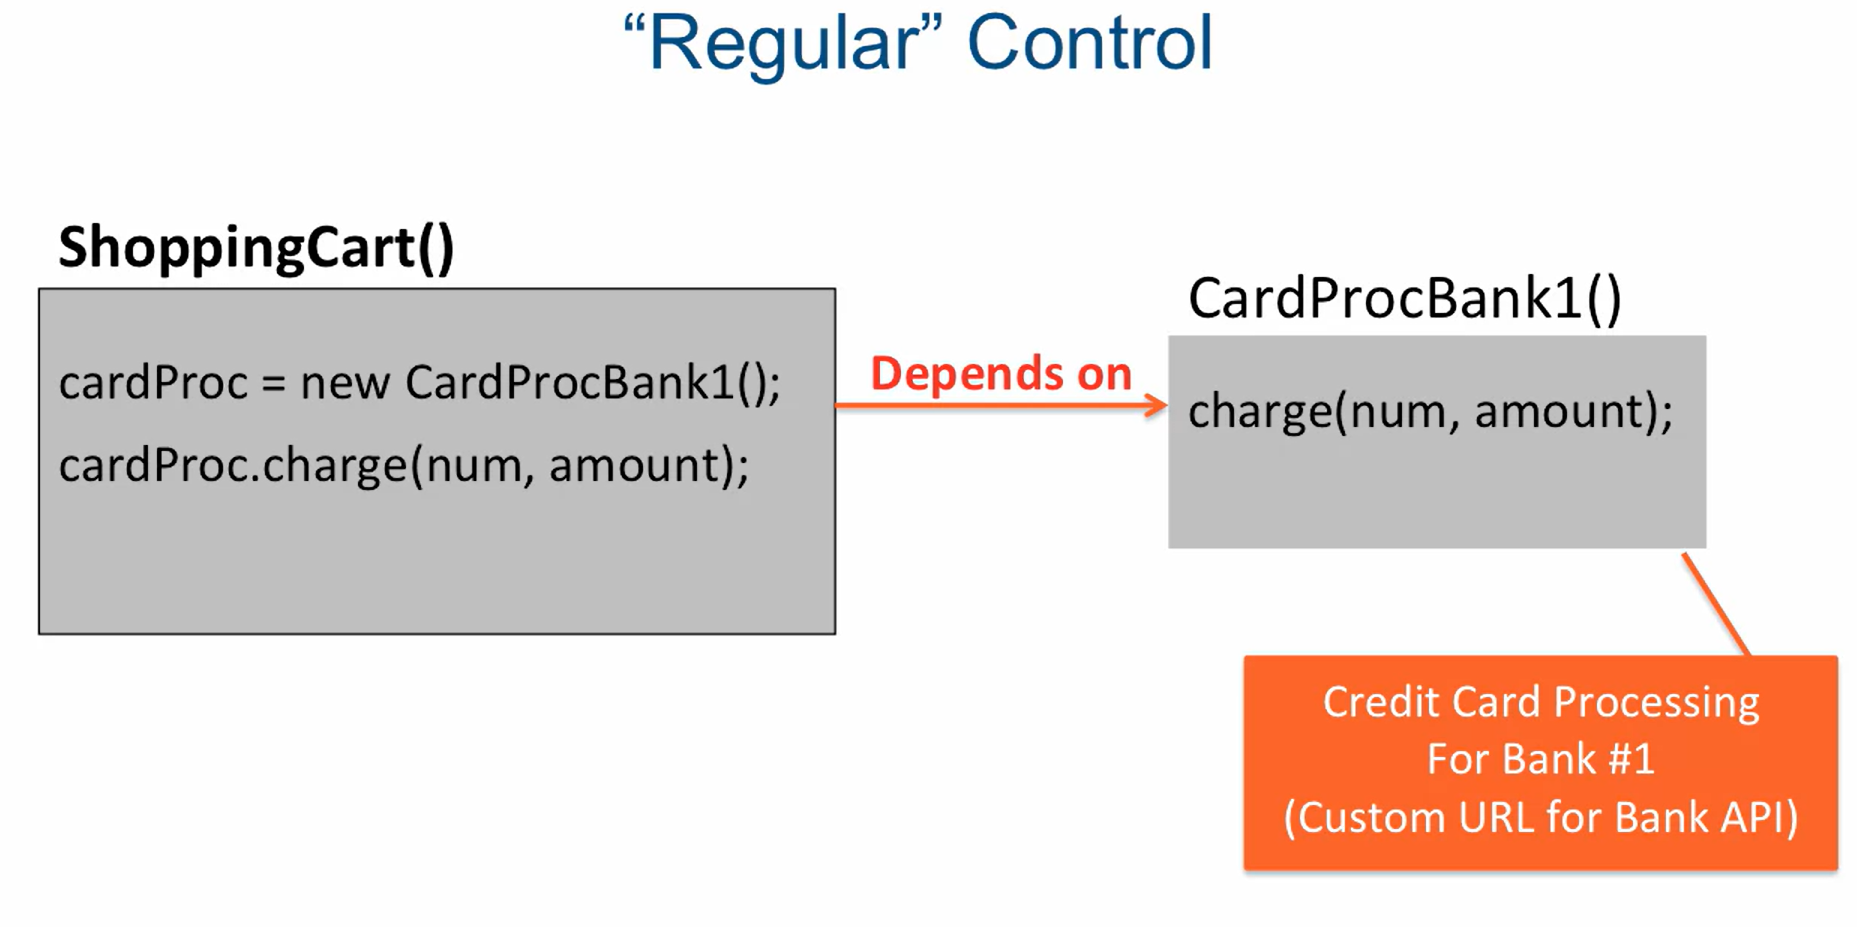 “Regular” Control
ShoppingCart()
cardProc = new CardProcBank1();
cardProc.charge(num, amount);
Depends on
CardProcBank1()
charge(num, amount);
Credit Card Processing
For Bank #1
(Custom URL for Bank API)